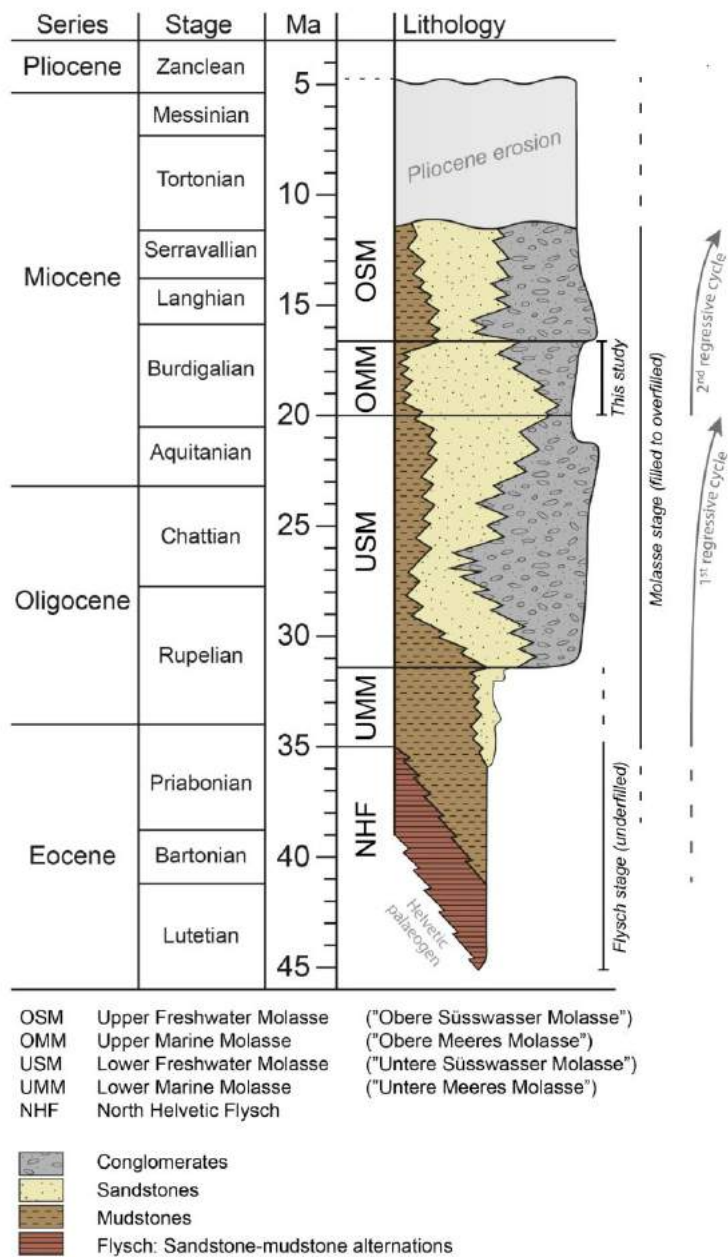 Series Stage Ma Lithology
Pliocene Zanclean 5
Messinian
Pliocene erosion
Tortonian 10
Miocene Serravallian
Langhian 15 OSM
Burdigalian OMM This study
20
Aquitanian
Oligocene Chattian 25 USM
Rupelian 30
UMM
35
Eocene Priabonian
Bartonian 40 NHF
Lutetian 45
Helvetic
palaeogen
Molasse stage (filled to overfilled)
Flysch stage (underfilled)
2nd regressive cycle
1st regressive cycle
OSM Upper Freshwater Molasse ("Obere Süsswasser Molasse")
OMM Upper Marine Molasse ("Obere Meeres Molasse")
USM Lower Freshwater Molasse ("Untere Süsswasser Molasse")
UMM Lower Marine Molasse ("Untere Meeres Molasse")
NHF North Helvetic Flysch
Conglomerates
Sandstones
Mudstones
Flysch: Sandstone-mudstone alternations